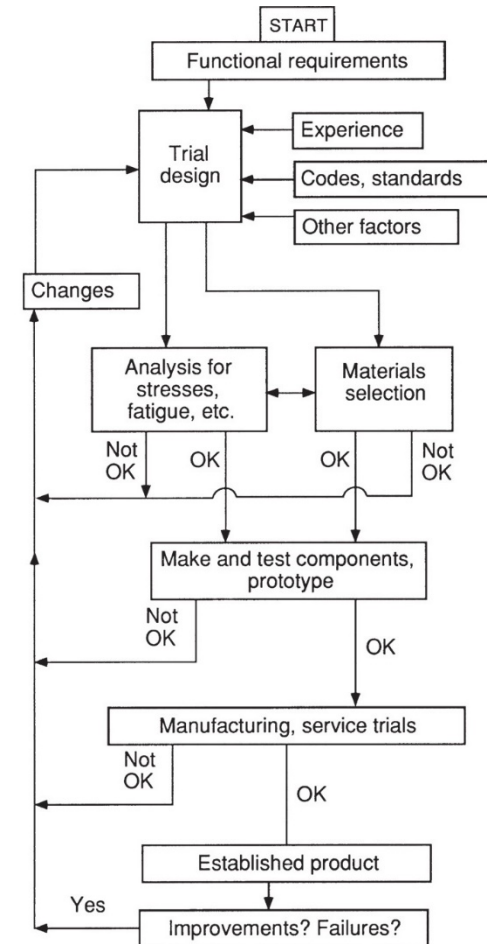 START
Functional requirements
Trial
design
Experience
Codes, standards
Other factors
Changes
Analysis for
stresses,
fatigue, etc.
Materials
selection
Not
OK
OK
OK
Not
OK
Make and test components,
prototype
Not
OK
OK
Manufacturing, service trials
Not
OK
OK
Established product
Yes
Improvements? Failures?